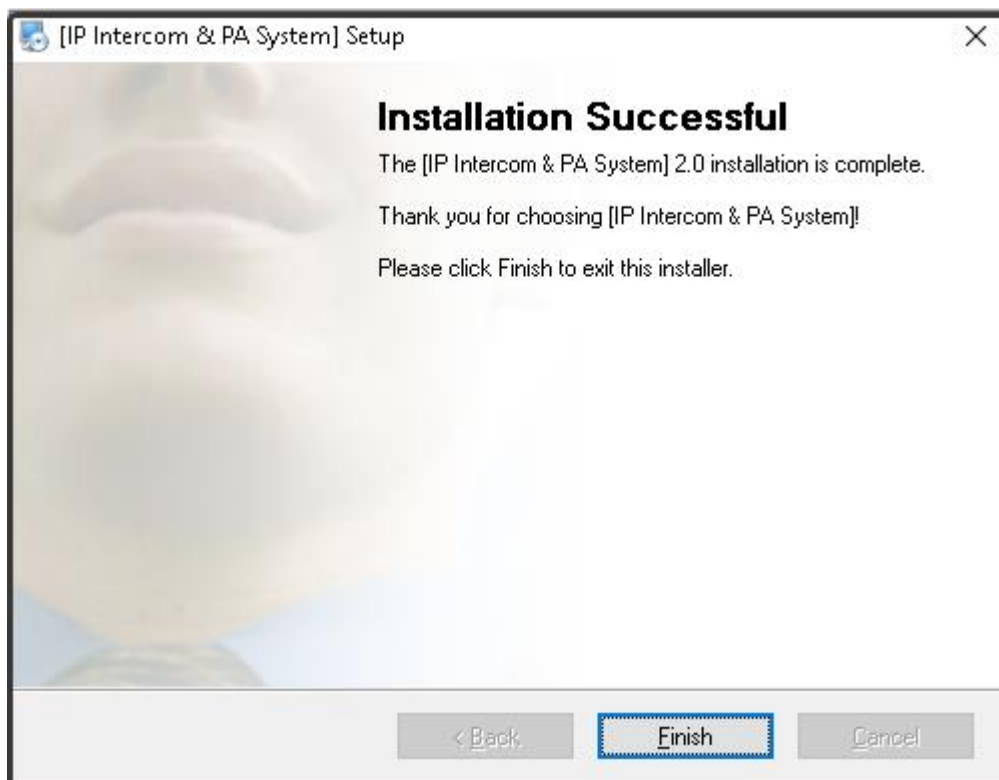 [IP Intercom & PA System] Setup
Installation Successful
The [IP Intercom & PA System] 2.0 installation is complete.
Thank you for choosing [IP Intercom & PA System]!
Please click Finish to exit this installer.
< Back
Finish
Cancel